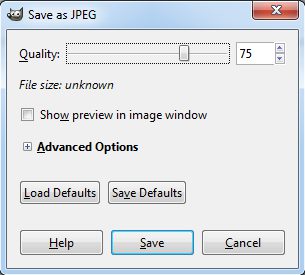 Save as JPEG
Quality: 75
File size: unknown
Show preview in image window
Advanced Options
Load Defaults Save Defaults
Help Save Cancel